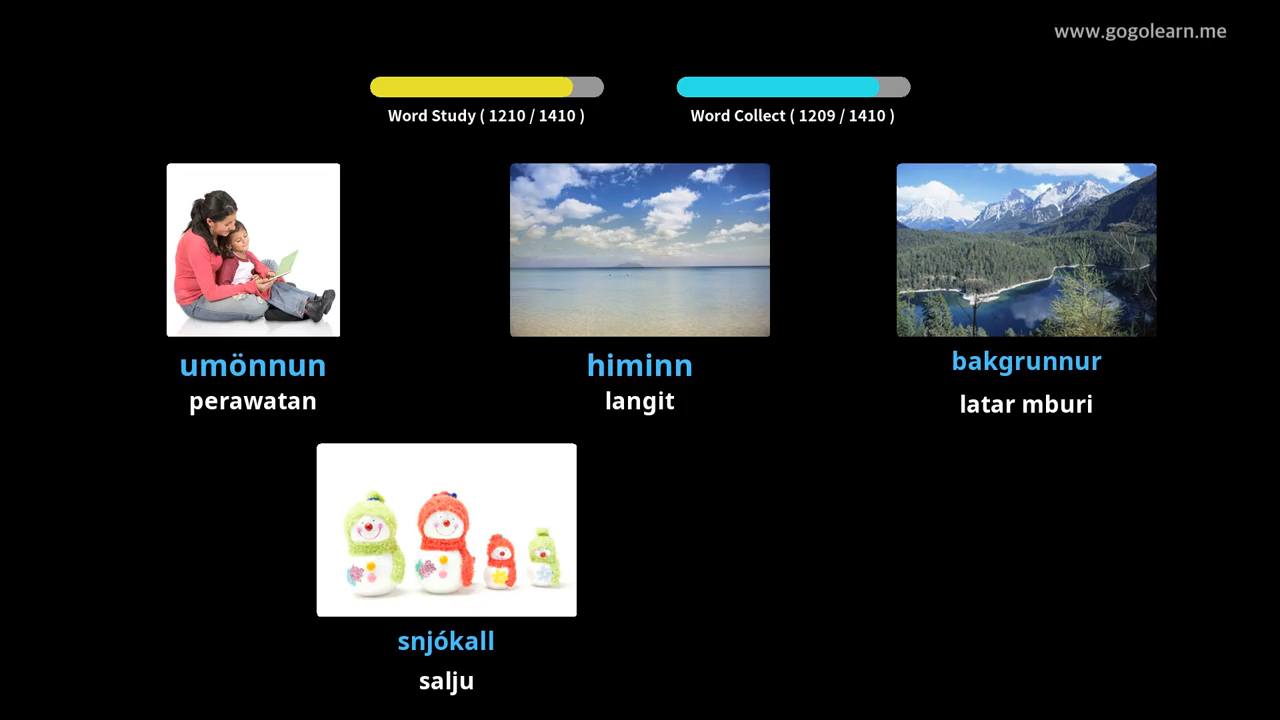 www.gogolearn.me
Word Study ( 1210 / 1410 )
Word Collect ( 1209 / 1410 )
umönnun
perawatan
himinn
langit
bakgrunnur
latar mburi
snjókall
salju